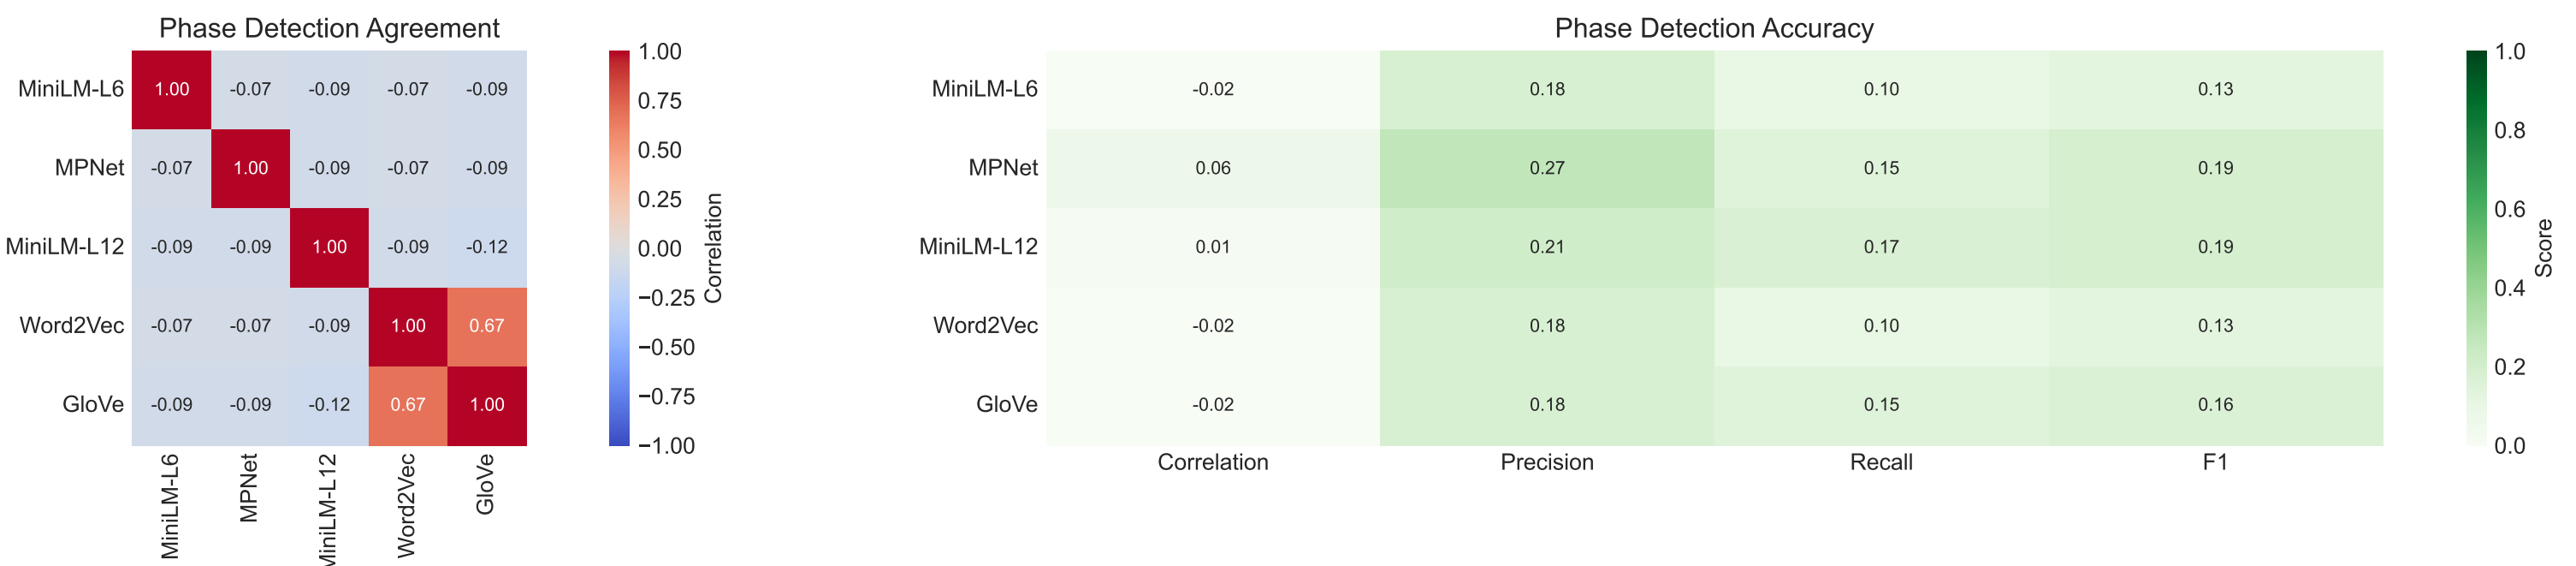 Phase Detection Agreement
MiniLM-L6 1.00 -0.07 -0.09 -0.07 -0.09
MPNet -0.07 1.00 -0.09 -0.07 -0.09
MiniLM-L12 -0.09 -0.09 1.00 -0.09 -0.12
Word2Vec -0.07 -0.07 -0.09 1.00 0.67
GloVe -0.09 -0.09 -0.12 0.67 1.00
MiniLM-L6
MPNet
MiniLM-L12
Word2Vec
GloVe
1.00
0.75
0.50
0.25
0.00
−0.25
−0.50
−0.75
−1.00
Correlation
Phase Detection Accuracy
MiniLM-L6 -0.02 0.18 0.10 0.13
MPNet 0.06 0.27 0.15 0.19
MiniLM-L12 0.01 0.21 0.17 0.19
Word2Vec -0.02 0.18 0.10 0.13
GloVe -0.02 0.18 0.15 0.16
Correlation Precision Recall F1
1.0
0.8
0.6
0.4
0.2
0.0
Score